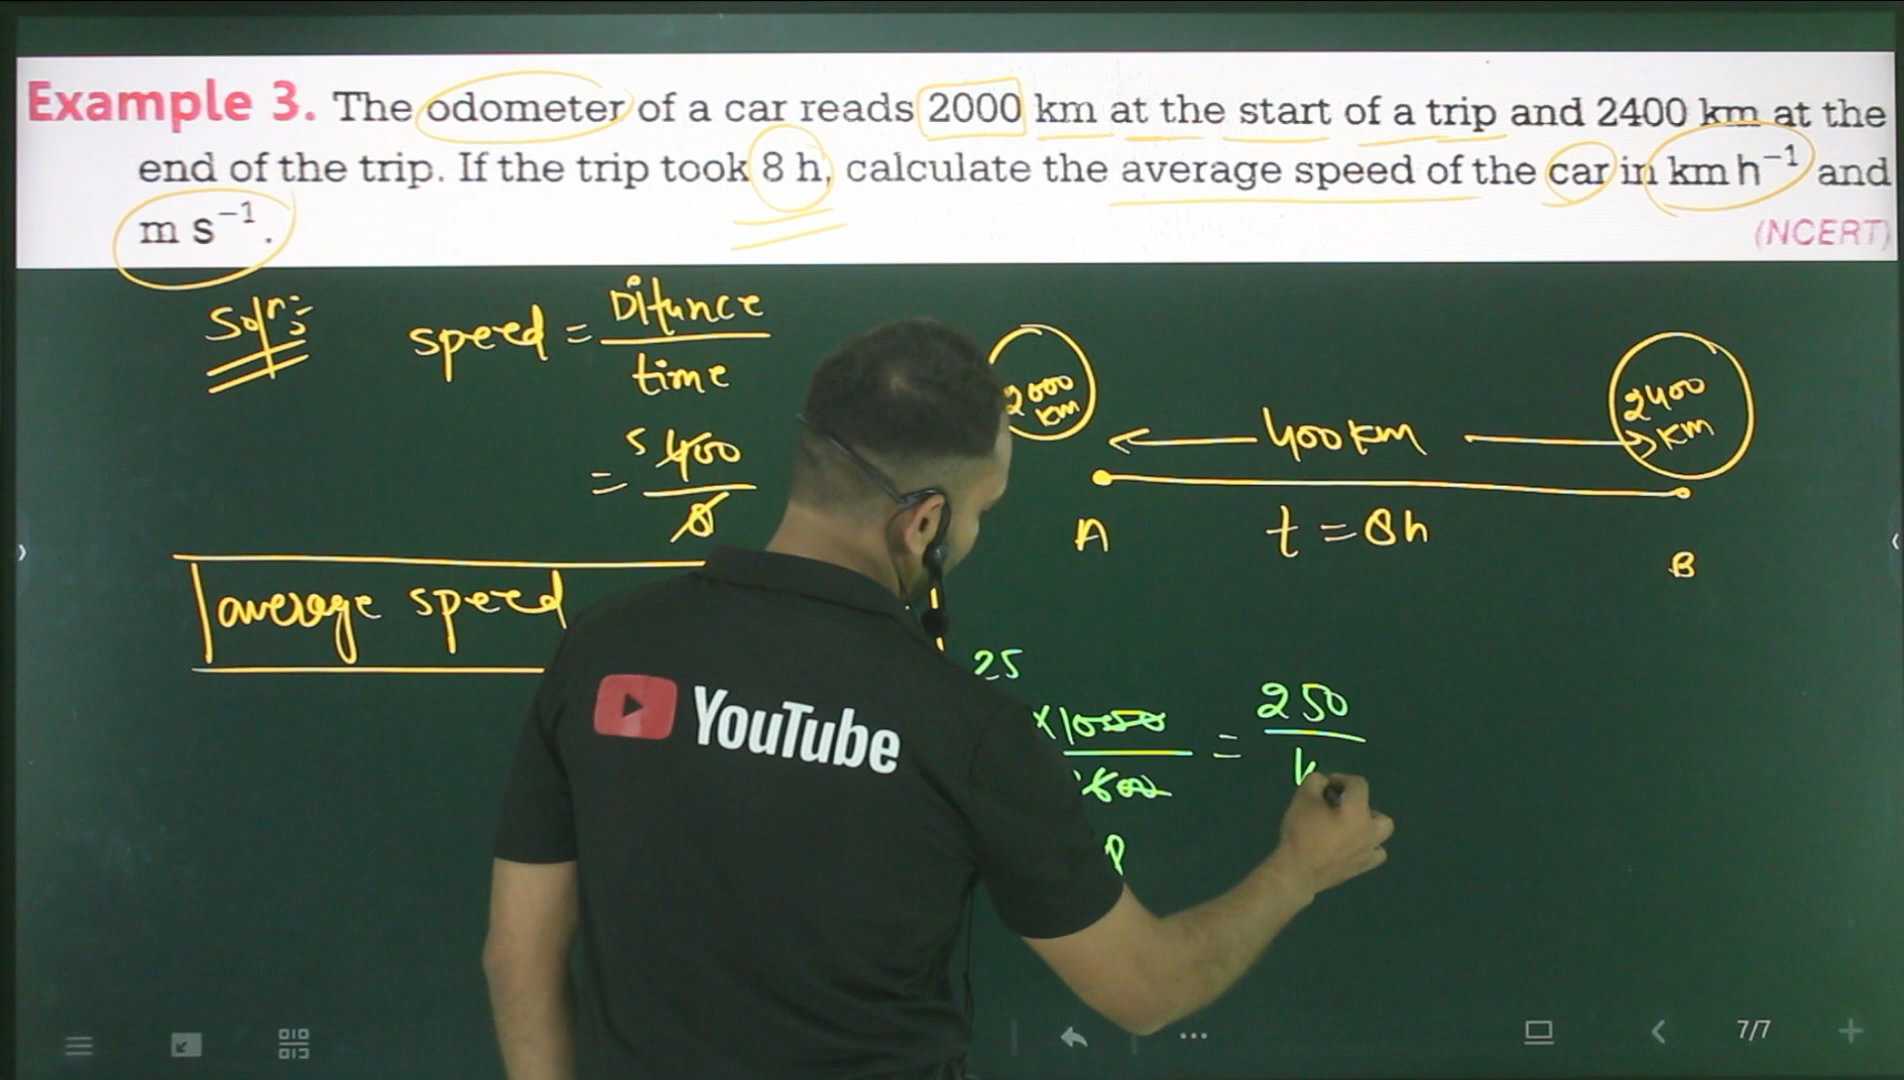 Example 3. The odometer of a car reads 2000 km at the start of a trip and 2400 km at the
end of the trip. If the trip took 8 h, calculate the average speed of the car in km h⁻¹ and
m s⁻¹.
(NCERT)
Soln:
speed = Ditance
time
= 5 400
8
average speed
2000
km
400 km
2400
km
A
t = 8h
B
25
× 1000
= 250
YouTube
7/7